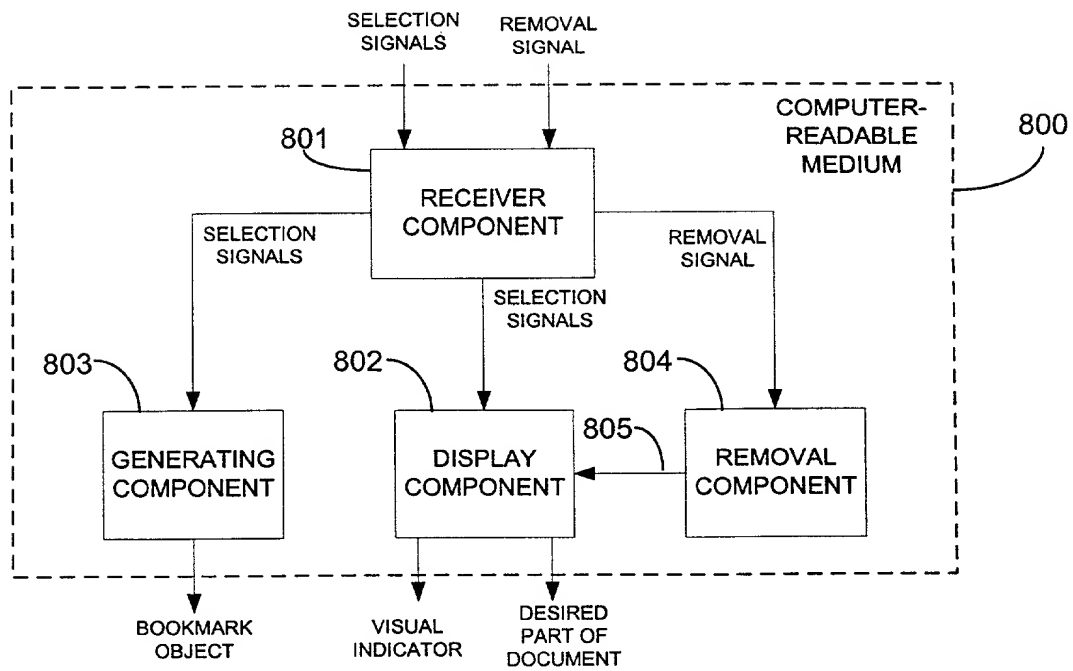 SELECTION
SIGNALS
REMOVAL
SIGNAL
COMPUTER-
READABLE
MEDIUM
800
801
RECEIVER
COMPONENT
SELECTION
SIGNALS
REMOVAL
SIGNAL
SELECTION
SIGNALS
803
802
804
805
GENERATING
COMPONENT
DISPLAY
COMPONENT
REMOVAL
COMPONENT
BOOKMARK
OBJECT
VISUAL
INDICATOR
DESIRED
PART OF
DOCUMENT